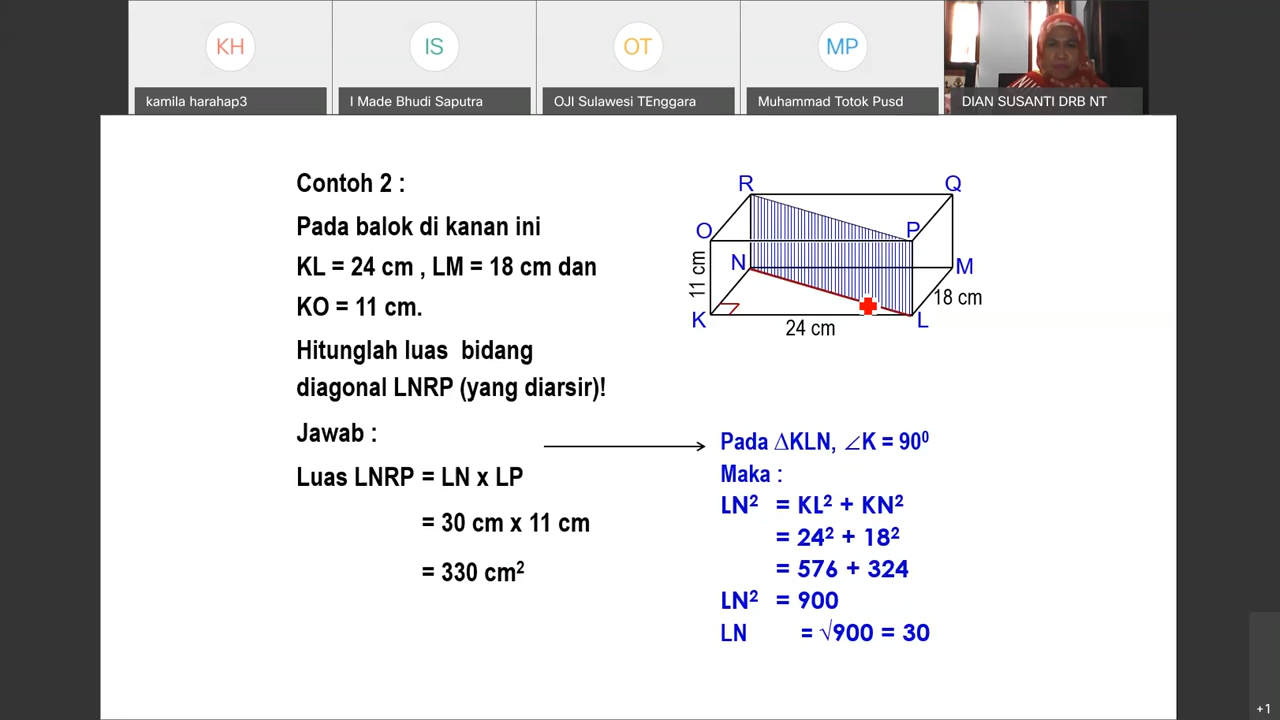 KH
IS
OT
MP
kamila harahap3
I Made Bhudi Saputra
OJI Sulawesi TEnggara
Muhammad Totok Pusd
DIAN SUSANTI DRB NT
Contoh 2 :
Pada balok di kanan ini
KL = 24 cm , LM = 18 cm dan
KO = 11 cm.
Hitunglah luas bidang
diagonal LNRP (yang diarsir)!
Jawab :
Luas LNRP = LN x LP
= 30 cm x 11 cm
= 330 cm²
R
Q
O
P
N
M
11 cm
18 cm
K
L
24 cm
Pada ∆KLN, ∠K = 90⁰
Maka :
LN² = KL² + KN²
= 24² + 18²
= 576 + 324
LN² = 900
LN = √900 = 30
+1